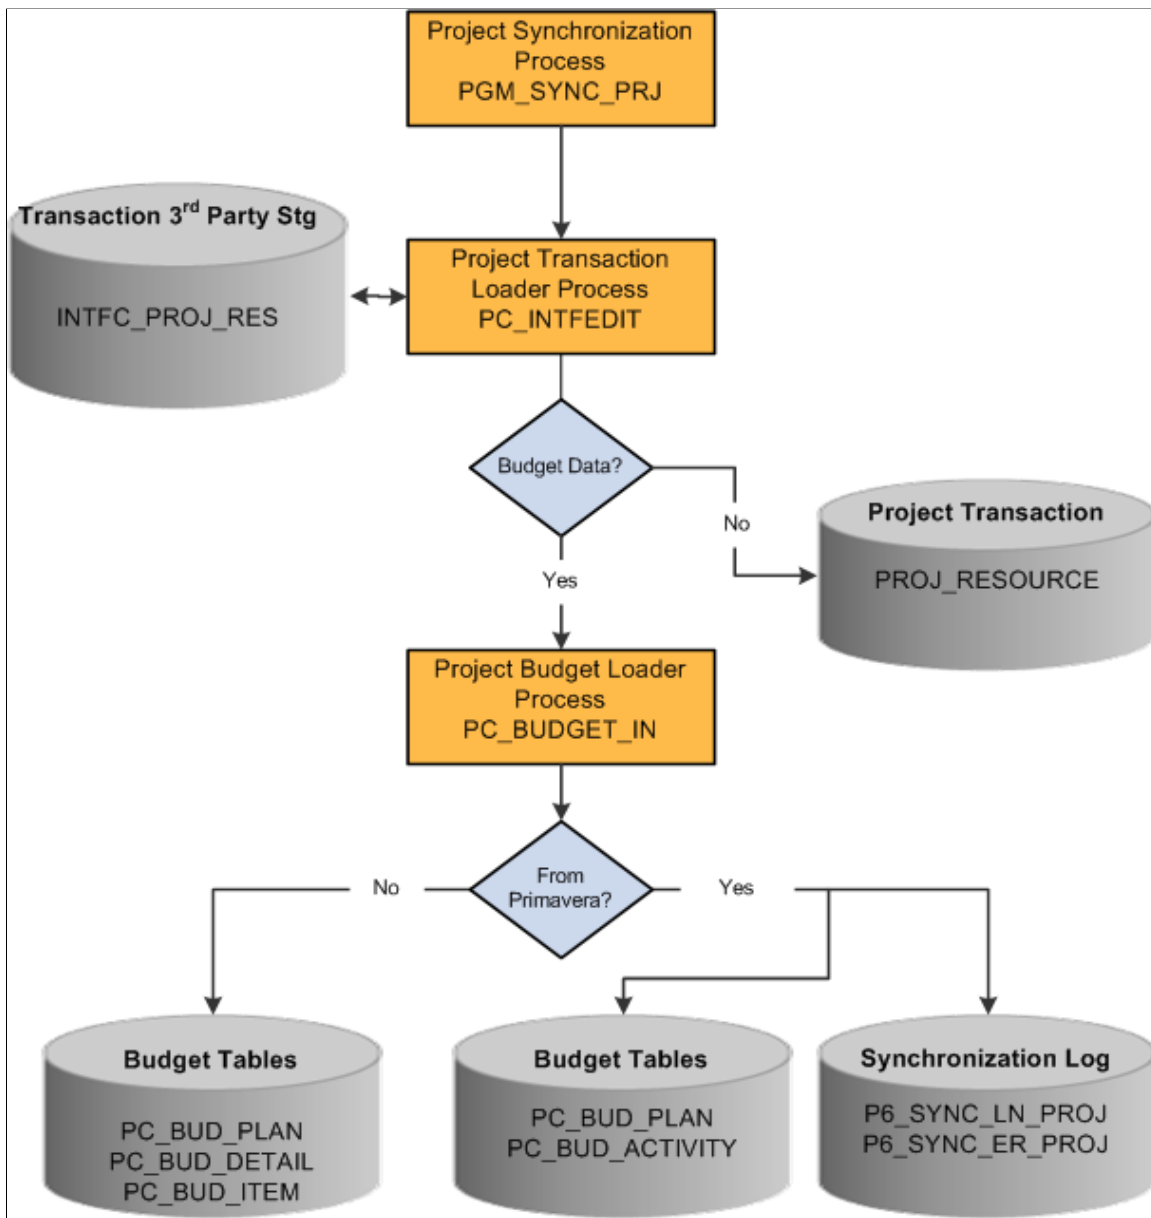 Project Synchronization
Process
PGM_SYNC_PRJ
Transaction 3rd Party Stg
INTFC_PROJ_RES
Project Transaction
Loader Process
PC_INTFEDIT
Budget Data?
No
Project Transaction
PROJ_RESOURCE
Yes
Project Budget Loader
Process
PC_BUDGET_IN
From
Primavera?
No
Yes
Budget Tables
PC_BUD_PLAN
PC_BUD_DETAIL
PC_BUD_ITEM
Budget Tables
PC_BUD_PLAN
PC_BUD_ACTIVITY
Synchronization Log
P6_SYNC_LN_PROJ
P6_SYNC_ER_PROJ